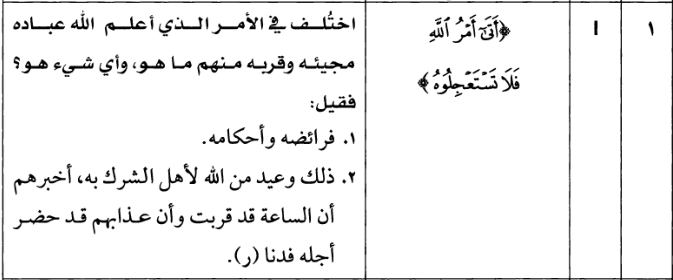 ١
ا
﴿أَتَىٰٓ أَمْرُ ٱللَّهِ
فَلَا تَسْتَعْجِلُوهُ﴾
اختُلف في الأمر الذي أعلم الله عباده
مجيئه وقربه منهم ما هو، وأي شيء هو؟
فقيل:
١. فرائضه وأحكامه.
٢. ذلك وعيد من الله لأهل الشرك به، أخبرهم
أن الساعة قد قربت وأن عذابهم قد حضر
أجله فدنا (ر).